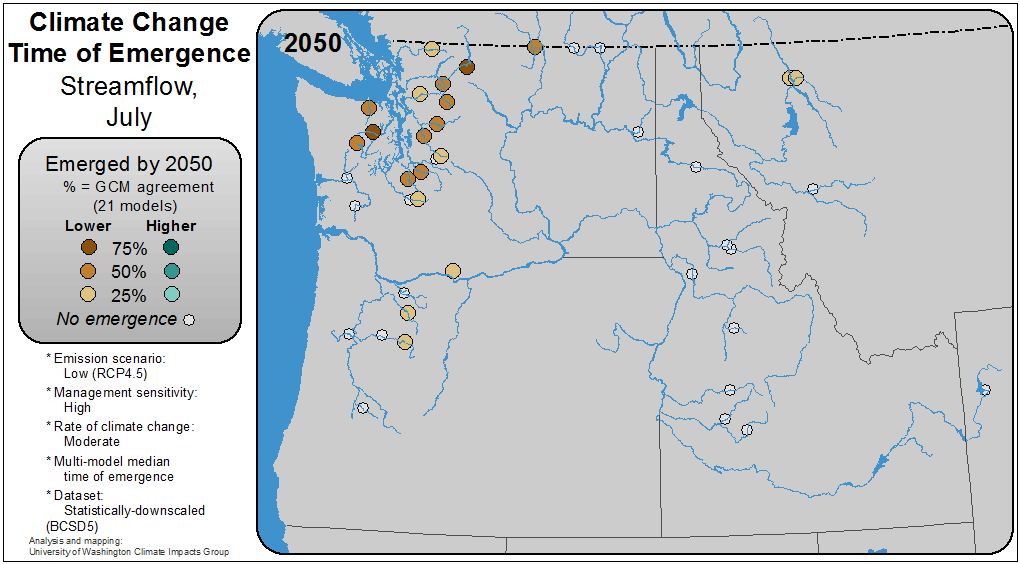 Climate Change
Time of Emergence
Streamflow,
July
2050
Emerged by 2050
% = GCM agreement
(21 models)
Lower Higher
75%
50%
25%
No emergence
* Emission scenario:
Low (RCP4.5)
* Management sensitivity:
High
* Rate of climate change:
Moderate
* Multi-model median
time of emergence
* Dataset:
Statistically-downscaled
(BCSD5)
Analysis and mapping:
University of Washington Climate Impacts Group